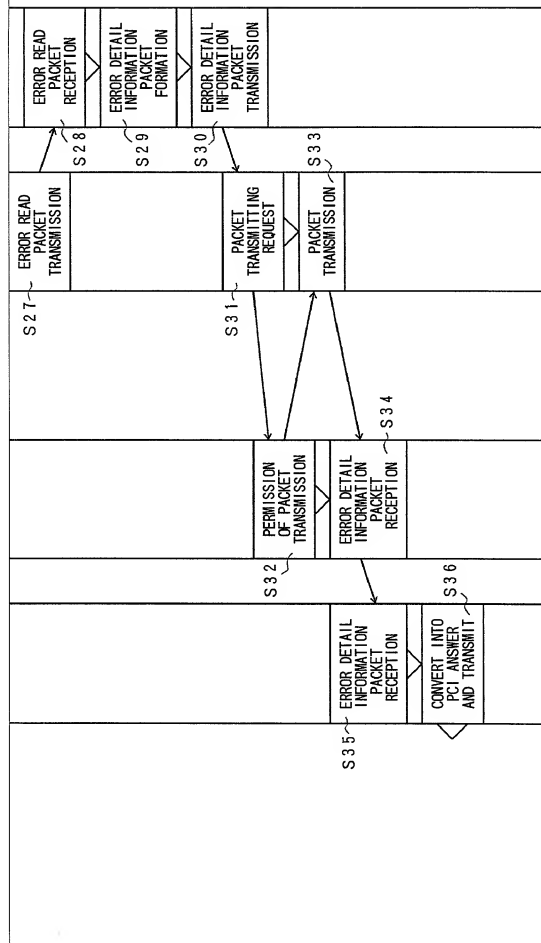 S27
ERROR READ
PACKET
TRANSMISSION
ERROR READ
PACKET
RECEPTION
S28
ERROR DETAIL
INFORMATION
PACKET
FORMATION
S29
ERROR DETAIL
INFORMATION
PACKET
TRANSMISSION
S30
S31
PACKET
TRANSMITTING
REQUEST
S32
PERMISSION
OF PACKET
TRANSMISSION
PACKET
TRANSMISSION
S33
ERROR DETAIL
INFORMATION
PACKET
RECEPTION
S34
S35
ERROR DETAIL
INFORMATION
PACKET
RECEPTION
CONVERT INTO
PCI ANSWER
AND TRANSMIT
S36